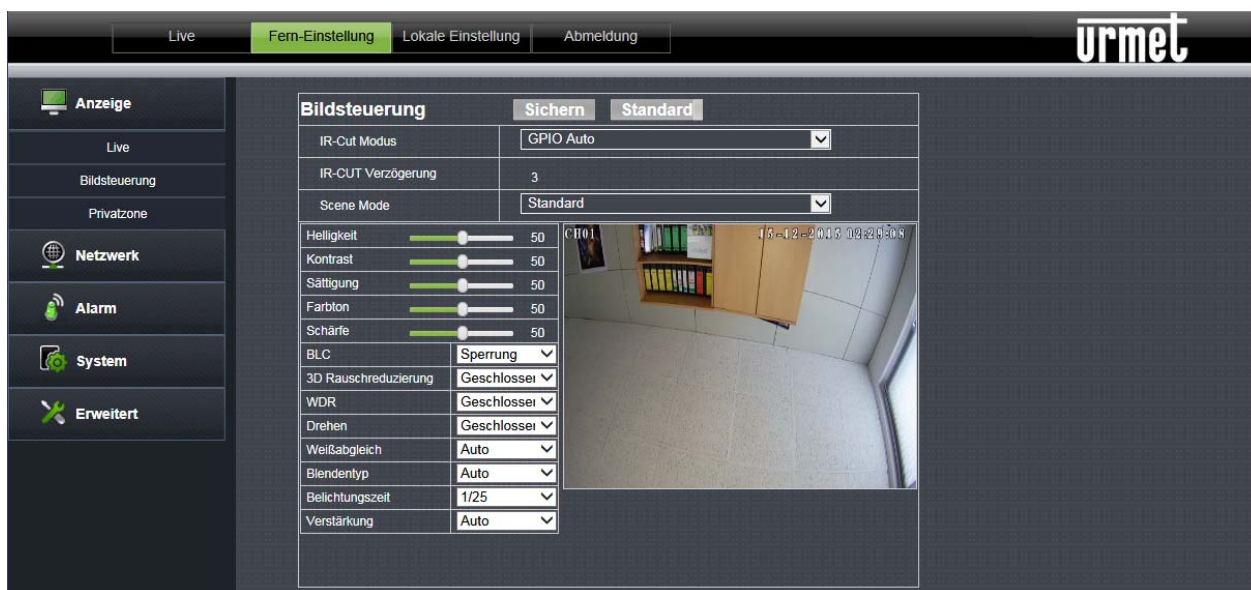 Live
Fern-Einstellung
Lokale Einstellung
Abmeldung
urmet
Anzeige
Live
Bildsteuerung
Privatzone
Netzwerk
Alarm
System
Erweitert
Bildsteuerung Sichern Standard
IR-Cut Modus GPIO Auto
IR-CUT Verzögerung 3
Scene Mode Standard
Helligkeit 50
Kontrast 50
Sättigung 50
Farbton 50
Schärfe 50
BLC Sperrung
3D Rauschreduzierung Geschlossen
WDR Geschlossen
Drehen Geschlossen
Weißabgleich Auto
Blendentyp Auto
Belichtungszeit 1/25
Verstärkung Auto
CH01